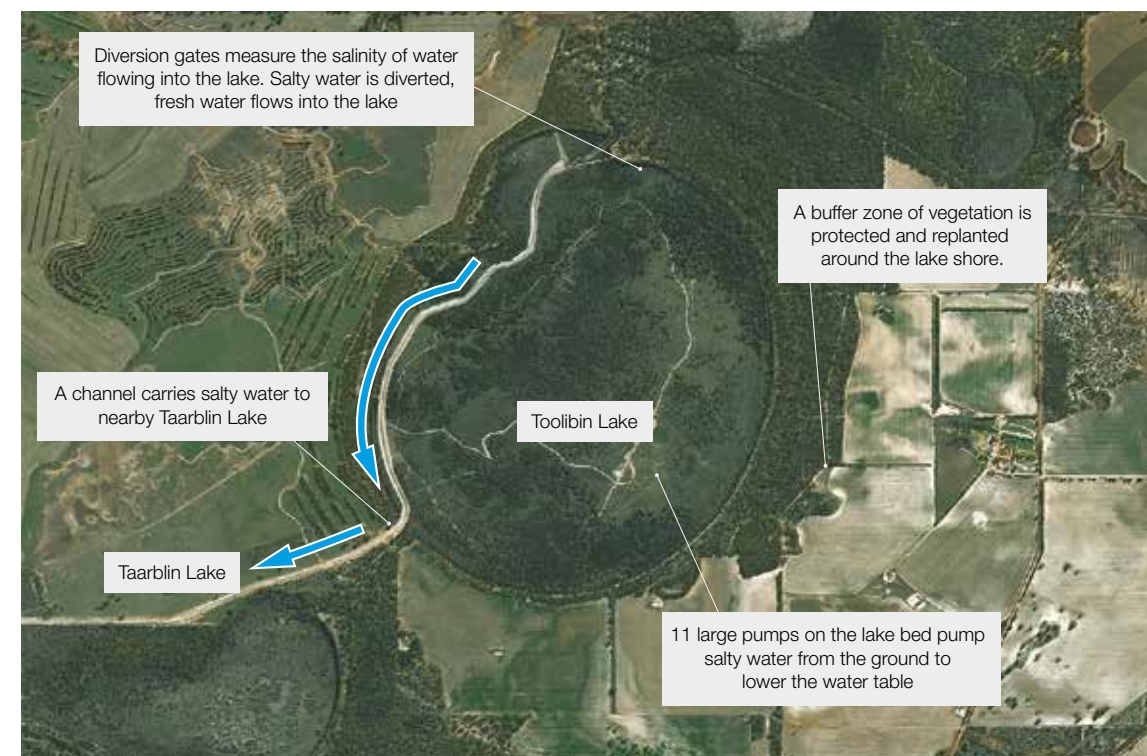 Diversion gates measure the salinity of water
flowing into the lake. Salty water is diverted,
fresh water flows into the lake
A buffer zone of vegetation is
protected and replanted
around the lake shore.
A channel carries salty water to
nearby Taarblin Lake
Toolibin Lake
Taarblin Lake
11 large pumps on the lake bed pump
salty water from the ground to
lower the water table